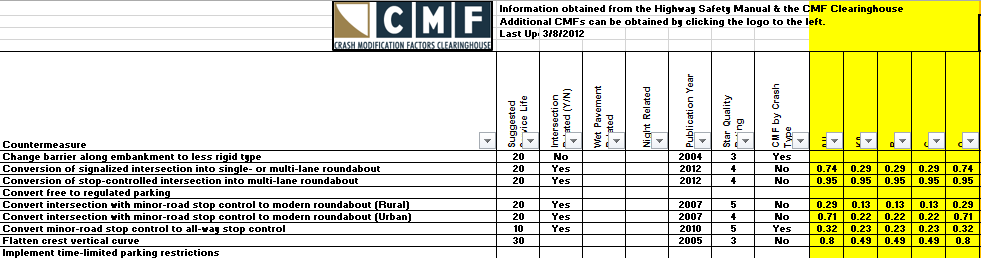 Information obtained from the Highway Safety Manual & the CMF Clearinghouse
Additional CMFs can be obtained by clicking the logo to the left.
Last Up 3/8/2012
CMF
CRASH MODIFICATION FACTORS CLEARINGHOUSE
Countermeasure Suggested vice Life Intersection ated (Y/N) Wet Pavement ated Night Related Publication Year Star Quality ing CMF by Crash Type
Change barrier along embankment to less rigid type 20 No 2004 3 Yes
Conversion of signalized intersection into single- or multi-lane roundabout 20 Yes 2012 4 No 0.74 0.29 0.29 0.29 0.74
Conversion of stop-controlled intersection into multi-lane roundabout 20 Yes 2012 4 No 0.95 0.95 0.95 0.95 0.95
Convert free to regulated parking
Convert intersection with minor-road stop control to modern roundabout (Rural) 20 Yes 2007 5 No 0.29 0.13 0.13 0.13 0.29
Convert intersection with minor-road stop control to modern roundabout (Urban) 20 Yes 2007 4 No 0.71 0.22 0.22 0.22 0.71
Convert minor-road stop control to all-way stop control 10 Yes 2010 5 Yes 0.32 0.23 0.23 0.23 0.32
Flatten crest vertical curve 30 2005 3 No 0.8 0.49 0.49 0.49 0.8
Implement time-limited parking restrictions